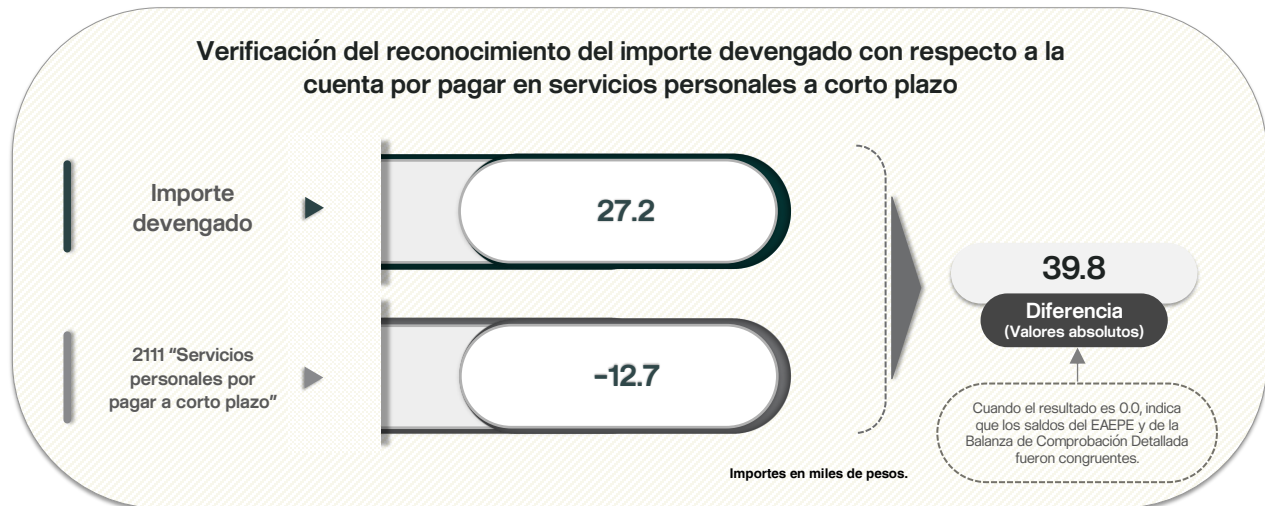 Verificación del reconocimiento del importe devengado con respecto a la
cuenta por pagar en servicios personales a corto plazo
Importe
devengado
27.2
2111 “Servicios
personales por
pagar a corto plazo”
-12.7
39.8
Diferencia
(Valores absolutos)
Cuando el resultado es 0.0, indica
que los saldos del EAEPE y de la
Balanza de Comprobación Detallada
fueron congruentes.
Importes en miles de pesos.